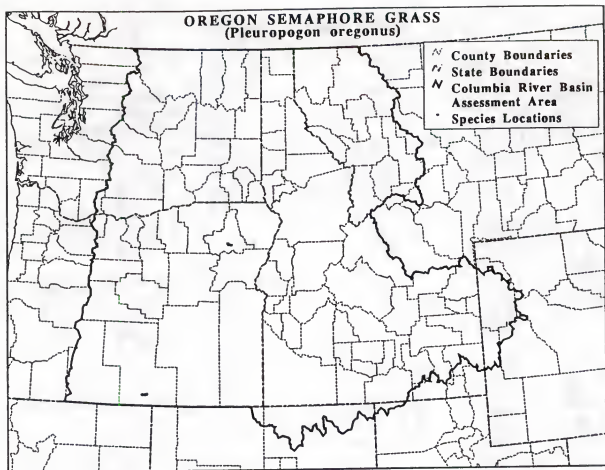 OREGON SEMAPHORE GRASS
(Pleuropogon oregonus)
County Boundaries
State Boundaries
Columbia River Basin
Assessment Area
Species Locations